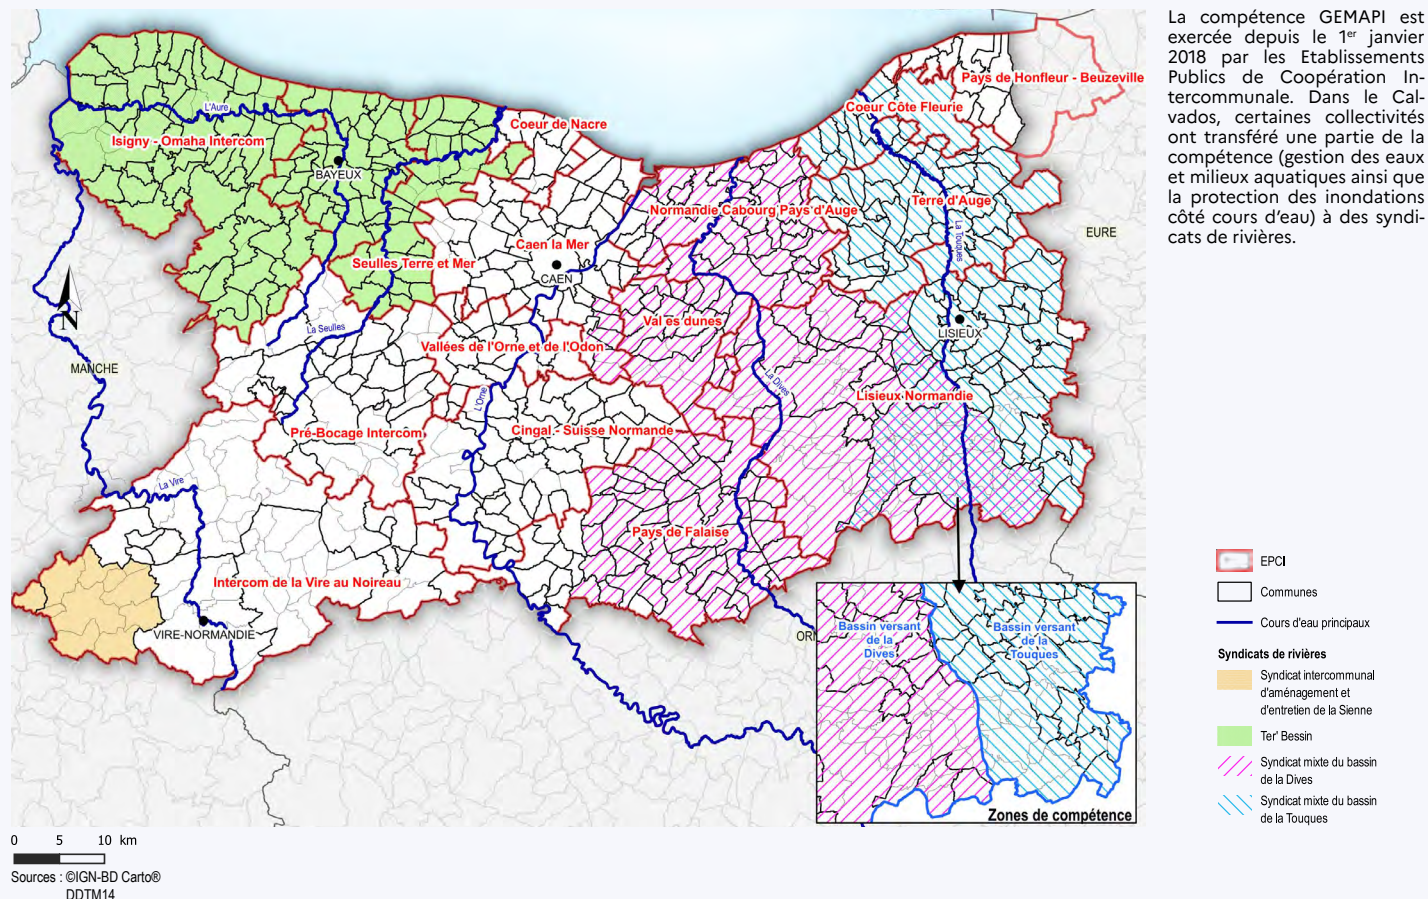 La compétence GEMAPI est
exercée depuis le 1er janvier
2018 par les Etablissements
Publics de Coopération In-
tercommunale. Dans le Cal-
vados, certaines collectivités
ont transféré une partie de la
compétence (gestion des eaux
et milieux aquatiques ainsi que
la protection des inondations
côté cours d'eau) à des syndi-
cats de rivières.
Pays de Honfleur - Beuzeville
Coeur Côte Fleurie
L'Aure
Coeur de Nacre
Isigny - Omaha Intercom
BAYEUX
Terre d'Auge
Normandie Cabourg Pays d'Auge
La Touques
EURE
Caen la Mer
Seulles Terre et Mer
CAEN
N
La Seulles
Val es dunes
LISIEUX
Vallées de l'Orne et de l'Odon
MANCHE
La Dives
L'Orne
Lisieux Normandie
Pré-Bocage Intercom
Cingal - Suisse Normande
La Vire
Pays de Falaise
Intercom de la Vire au Noireau
VIRE-NORMANDIE
ORN
Bassin versant
de la
Dives
Bassin versant
de la
Touques
Zones de compétence
EPCI
Communes
Cours d'eau principaux
Syndicats de rivières
Syndicat intercommunal
d'aménagement et
d'entretien de la Sienne
Ter' Bessin
Syndicat mixte du bassin
de la Dives
Syndicat mixte du bassin
de la Touques
0 5 10 km
Sources : ©IGN-BD Carto®
DDTM14